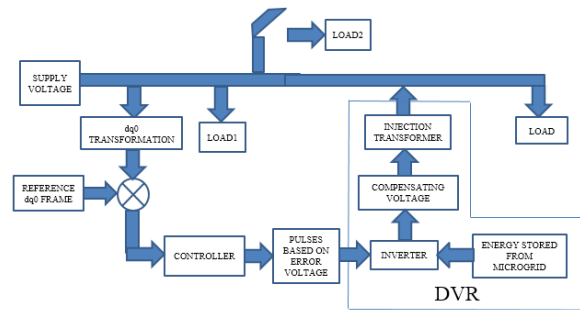 LOAD2
SUPPLY
VOLTAGE
dq0
TRANSFORMATION
LOAD1
INJECTION
TRANSFORMER
LOAD
REFERENCE
dq0 FRAME
COMPENSATING
VOLTAGE
CONTROLLER
PULSES
BASED ON
ERROR
VOLTAGE
INVERTER
ENERGY STORED
FROM
MICROGRID
DVR